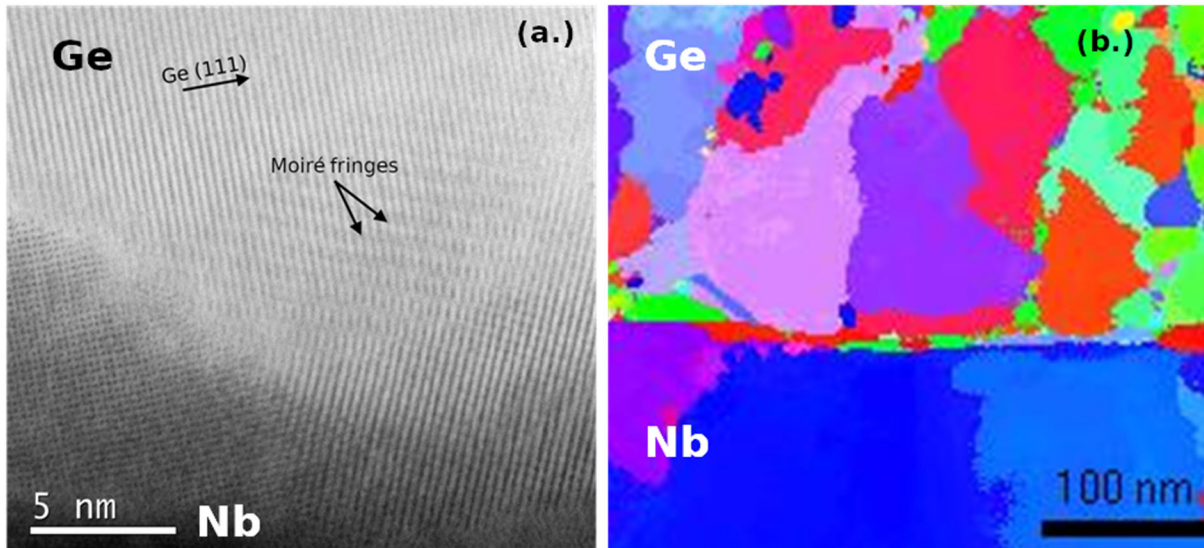 Ge
(a.)
Ge (111)
Moiré fringes
5 nm
Nb
Ge
(b.)
Nb
100 nm